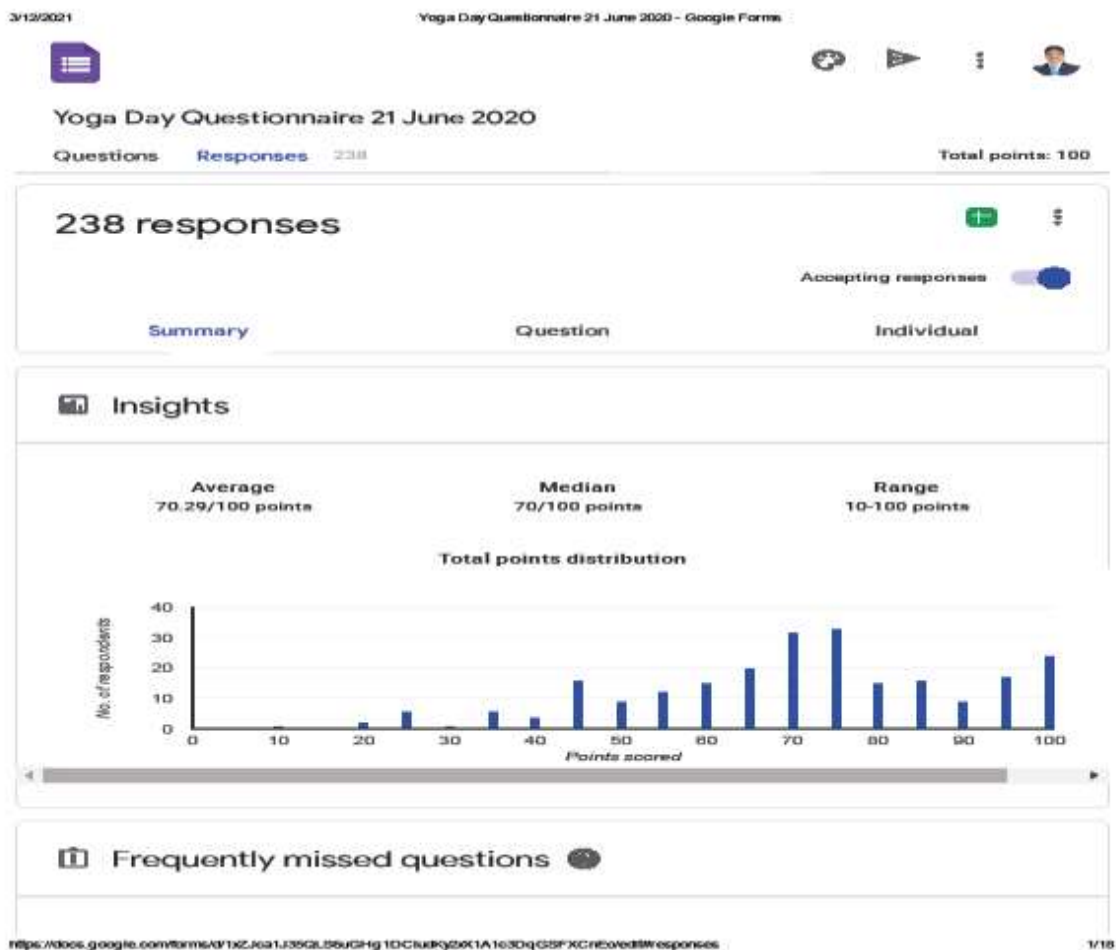 3/12/2021 Yoga Day Questionnaire 21 June 2020 - Google Forms
Yoga Day Questionnaire 21 June 2020
Questions Responses 238 Total points: 100
238 responses
Accepting responses
Summary Question Individual
Insights
Average Median Range
70.29/100 points 70/100 points 10-100 points
Total points distribution
No. of respondents
40
30
20
10
0
0 10 20 30 40 50 60 70 80 90 100
Points scored
Frequently missed questions
1/16